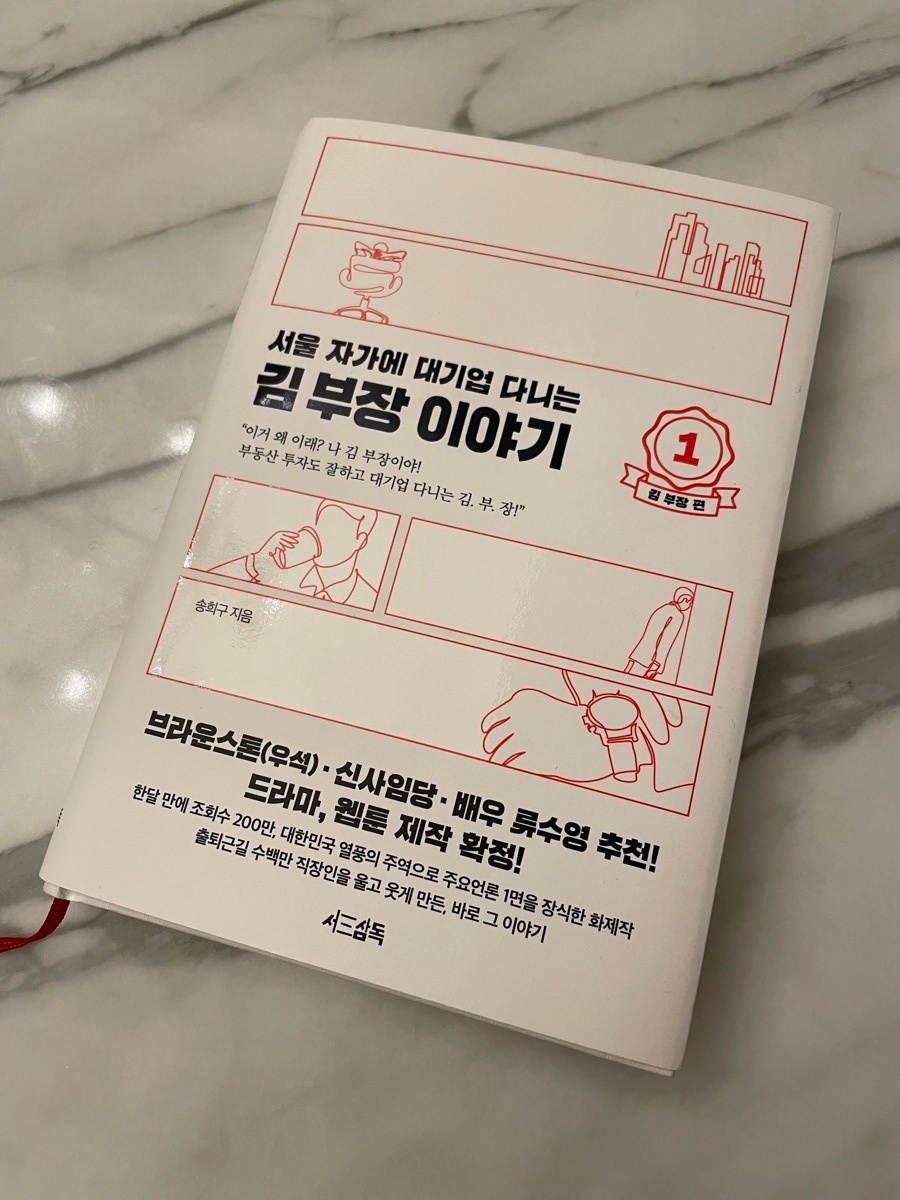 서울 자가에 대기업 다니는
김 부장 이야기
"이거 왜 이래? 나 김 부장이야!
부동산 투자도 잘하고 대기업 다니는 김. 부. 장!"
1
김 부장 편
송희구 지음
브라운스톤(우석)·신사임당·배우 류수영 추천!
드라마, 웹툰 제작 확정!
한달 만에 조회수 200만, 대한민국 열풍의 주역으로 주요언론 1면을 장식한 화제작
출퇴근길 수백만 직장인을 울고 웃게 만든, 바로 그 이야기
서삼독